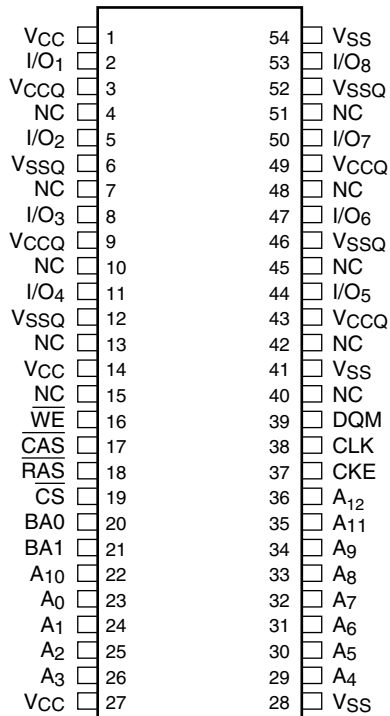 VCC 1 54 VSS
I/O1 2 53 I/O8
VCCQ 3 52 VSSQ
NC 4 51 NC
I/O2 5 50 I/O7
VSSQ 6 49 VCCQ
NC 7 48 NC
I/O3 8 47 I/O6
VCCQ 9 46 VSSQ
NC 10 45 NC
I/O4 11 44 I/O5
VSSQ 12 43 VCCQ
NC 13 42 NC
VCC 14 41 VSS
NC 15 40 NC
W̅E̅ 16 39 DQM
C̅A̅S̅ 17 38 CLK
R̅A̅S̅ 18 37 CKE
C̅S̅ 19 36 A12
BA0 20 35 A11
BA1 21 34 A9
A10 22 33 A8
A0 23 32 A7
A1 24 31 A6
A2 25 30 A5
A3 26 29 A4
VCC 27 28 VSS